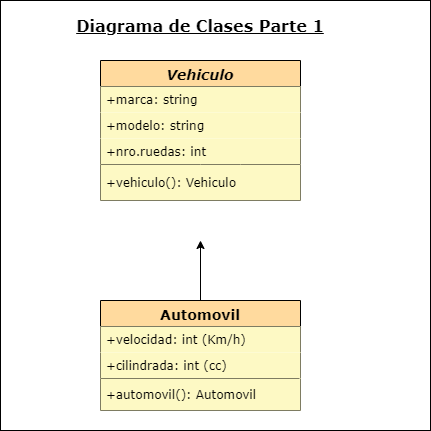 Diagrama de Clases Parte 1
Vehiculo
+marca: string
+modelo: string
+nro.ruedas: int
+vehiculo(): Vehiculo
Automovil
+velocidad: int (Km/h)
+cilindrada: int (cc)
+automovil(): Automovil